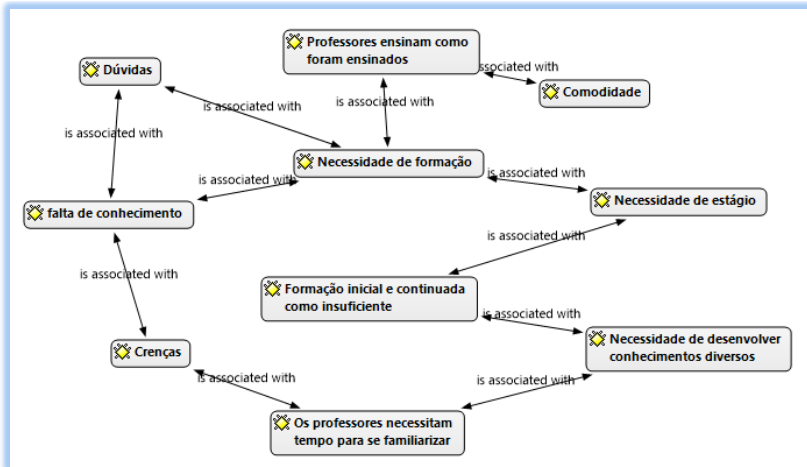 Professores ensinam como
foram ensinados
Dúvidas
ssociated with
Comodidade
is associated with
is associated with
is associated with
Necessidade de formação
is associated with
is associated with
Necessidade de estágio
falta de conhecimento
is associated with
is associated with
Formação inicial e continuada
como insuficiente
is associated with
Necessidade de desenvolver
conhecimentos diversos
Crenças
is associated with
is associated with
Os professores necessitam
tempo para se familiarizar